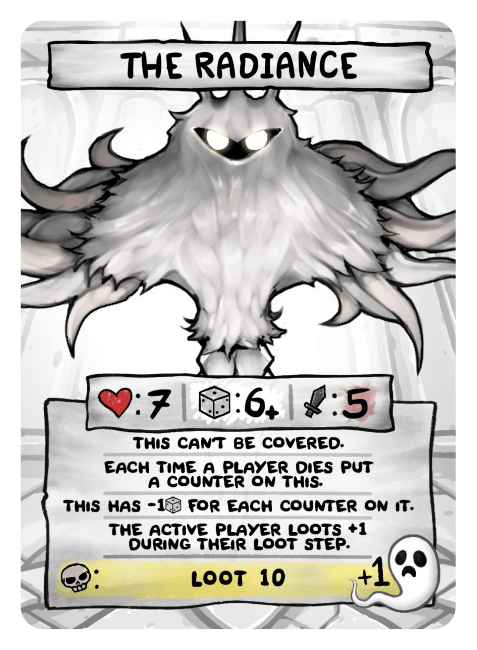 THE RADIANCE
:7 :6+ :5
THIS CAN'T BE COVERED.
EACH TIME A PLAYER DIES PUT
A COUNTER ON THIS.
THIS HAS -1 FOR EACH COUNTER ON IT.
THE ACTIVE PLAYER LOOTS +1
DURING THEIR LOOT STEP.
: LOOT 10 +1